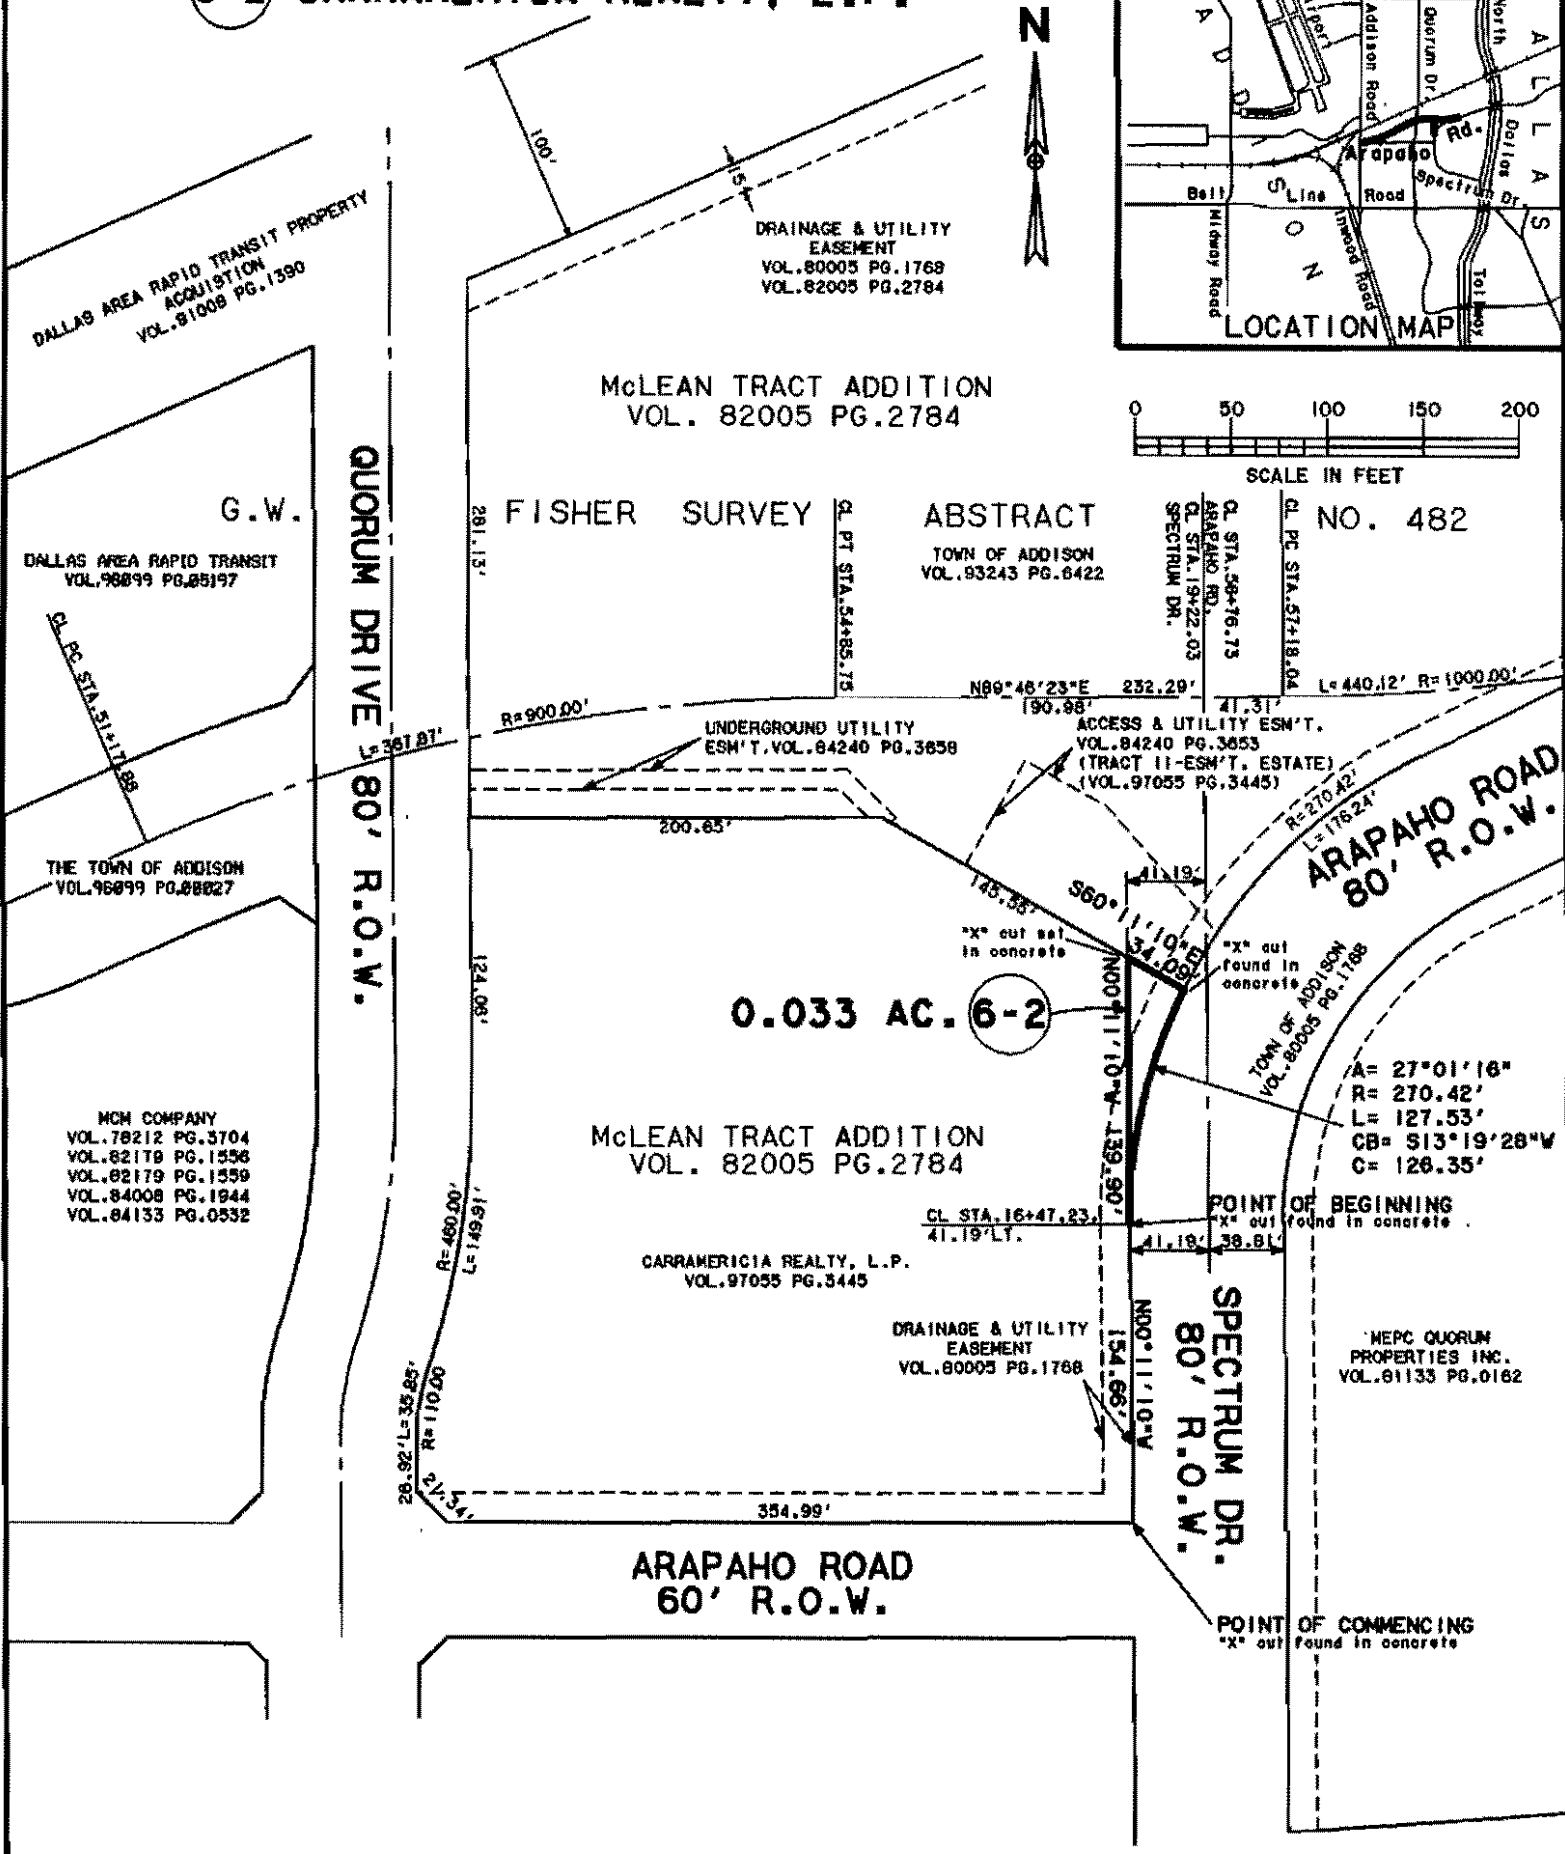 N
100'
15'
DALLAS AREA RAPID TRANSIT PROPERTY
ACQUISTION
VOL.81008 PG.1390
DRAINAGE & UTILITY
EASEMENT
VOL.80005 PG.1768
VOL.82005 PG.2784
ADDISON
DALLAS
Airport
Addison Road
Quorum Dr.
North
Dallas
Tollway
Arapaho Rd.
Spectrum Dr.
Belt Line Road
Midway Road
Inwood Road
LOCATION MAP
McLEAN TRACT ADDITION
VOL. 82005 PG.2784
0 50 100 150 200
SCALE IN FEET
G.W. FISHER SURVEY ABSTRACT NO. 482
DALLAS AREA RAPID TRANSIT
VOL.96099 PG.05197
TOWN OF ADDISON
VOL.93243 PG.6422
QUORUM DRIVE 80' R.O.W.
281.13'
CL PT STA.54+85.75
CL STA.56+76.73
ARAPAHO RD.
CL STA.19+22.03
SPECTRUM DR.
CL PC STA.57+18.04
CL PC STA.51+17.88
L=367.87'
R=900.00'
N89°46'23"E 232.29'
190.98'
41.31'
L=440.12' R=1000.00'
UNDERGROUND UTILITY
ESM'T.VOL.84240 PG.3658
ACCESS & UTILITY ESM'T.
VOL.84240 PG.3653
(TRACT II-ESM'T. ESTATE)
(VOL.97055 PG.3445)
R=270.42'
L=176.24'
ARAPAHO ROAD
80' R.O.W.
200.65'
THE TOWN OF ADDISON
VOL.96099 PG.08027
145.55'
41.19'
S60°11'10"E
34.09'
"X" cut set
in concrete
"X" cut
found in
concrete
TOWN OF ADDISON
VOL.80005 PG.1768
124.06'
0.033 AC. 6-2
N00°11'10"W 139.90'
Δ= 27°01'16"
R= 270.42'
L= 127.53'
CB= S13°19'28"W
C= 126.35'
MCM COMPANY
VOL.78212 PG.3704
VOL.82179 PG.1556
VOL.82179 PG.1559
VOL.84008 PG.1944
VOL.84133 PG.0532
McLEAN TRACT ADDITION
VOL. 82005 PG.2784
R=460.00'
L=149.91'
CL STA.16+47.23,
41.19'LT.
POINT OF BEGINNING
"X" cut found in concrete
41.19' 38.81'
CARRAMERICIA REALTY, L.P.
VOL.97055 PG.3445
DRAINAGE & UTILITY
EASEMENT
VOL.80005 PG.1768
N00°11'10"W
154.66'
SPECTRUM DR.
80' R.O.W.
MEPC QUORUM
PROPERTIES INC.
VOL.81133 PG.0162
26.92' L=35.85'
R=110.00
21.34'
354.99'
ARAPAHO ROAD
60' R.O.W.
POINT OF COMMENCING
"X" cut found in concrete